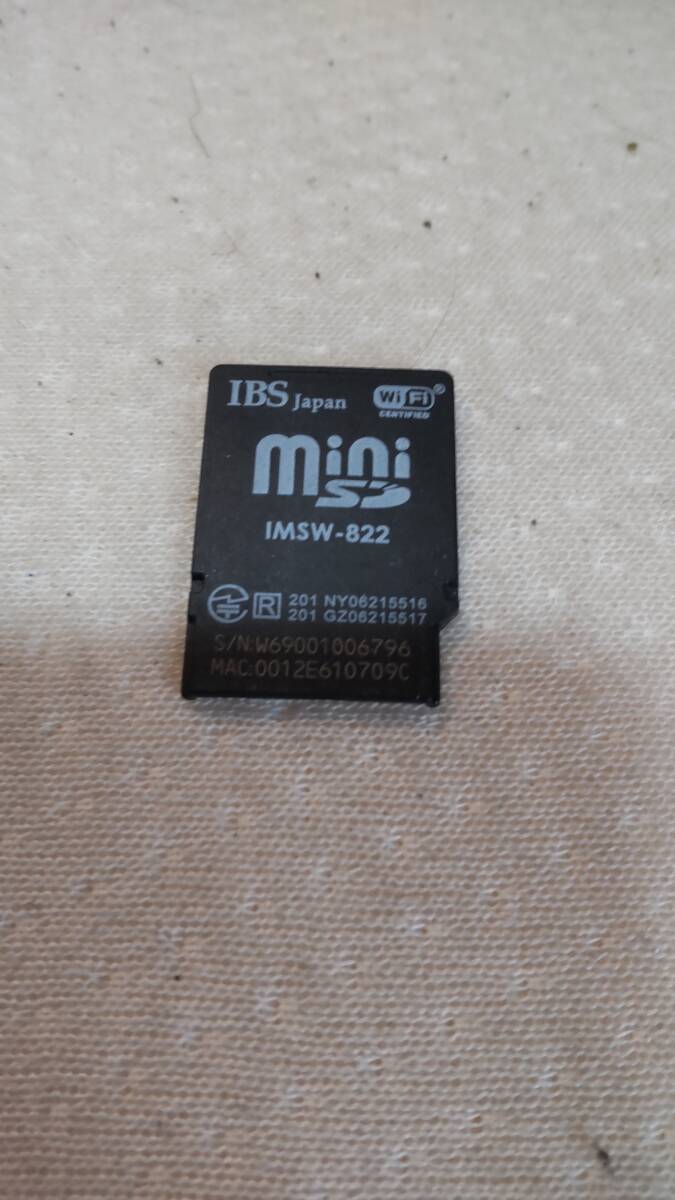 IBS Japan
Wi Fi ®
CERTIFIED
mini
SD
IMSW-822
R 201 NY06215516
201 GZ06215517
S/N:W69001006796
MAC:0012E610709C